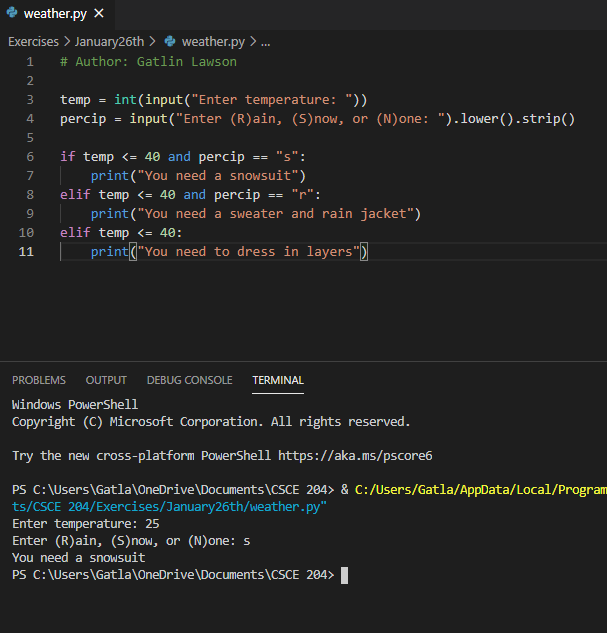 weather.py
Exercises > January26th > weather.py > ...
1 # Author: Gatlin Lawson
2
3 temp = int(input("Enter temperature: "))
4 percip = input("Enter (R)ain, (S)now, or (N)one: ").lower().strip()
5
6 if temp <= 40 and percip == "s":
7     print("You need a snowsuit")
8 elif temp <= 40 and percip == "r":
9     print("You need a sweater and rain jacket")
10 elif temp <= 40:
11     print("You need to dress in layers")
PROBLEMS OUTPUT DEBUG CONSOLE TERMINAL
Windows PowerShell
Copyright (C) Microsoft Corporation. All rights reserved.
Try the new cross-platform PowerShell https://aka.ms/pscore6
PS C:\Users\Gatla\OneDrive\Documents\CSCE 204> & C:/Users/Gatla/AppData/Local/Program
ts/CSCE 204/Exercises/January26th/weather.py"
Enter temperature: 25
Enter (R)ain, (S)now, or (N)one: s
You need a snowsuit
PS C:\Users\Gatla\OneDrive\Documents\CSCE 204>